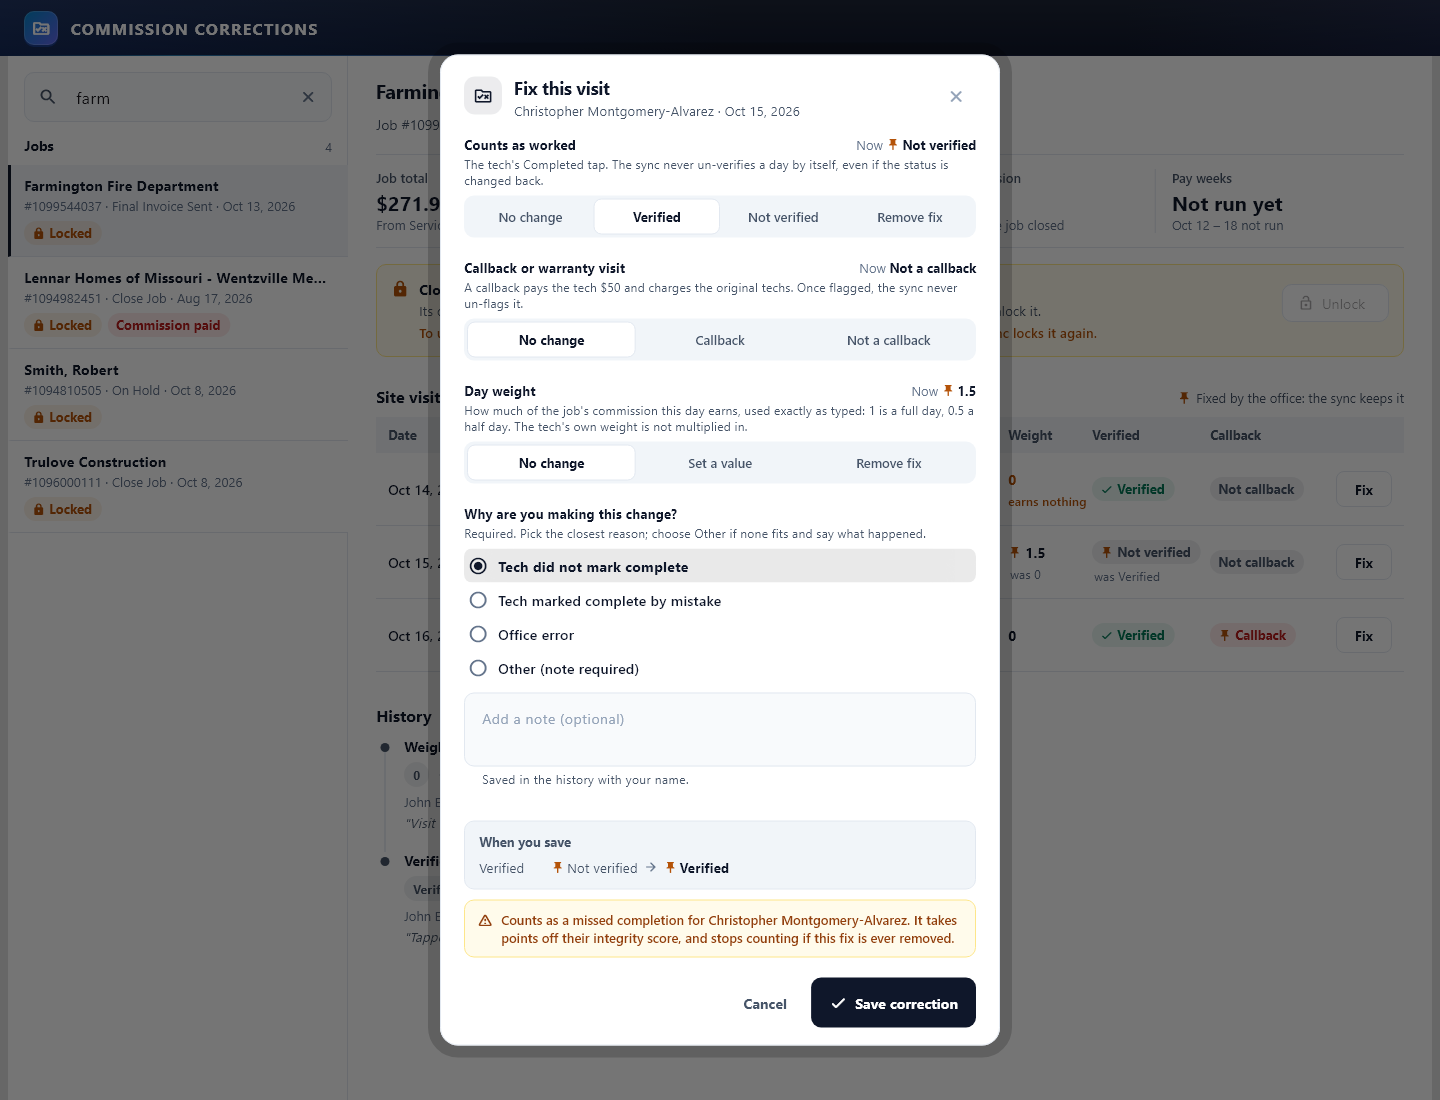 COMMISSION CORRECTIONS
farm
Jobs
4
Farmington Fire Department
#1099544037 · Final Invoice Sent · Oct 13, 2026
Locked
Lennar Homes of Missouri - Wentzville Me...
#1094982451 · Close Job · Aug 17, 2026
Locked
Commission paid
Smith, Robert
#1094810505 · On Hold · Oct 8, 2026
Locked
Trulove Construction
#1096000111 · Close Job · Oct 8, 2026
Locked
Job #1099
Job total
$271.9
Pay weeks
Not run yet
Oct 12 – 18 not run
job closed
Unlock
lock it.
locks it again.
Fixed by the office: the sync keeps it
Date
Weight
Verified
Callback
Oct 14,
0
earns nothing
Verified
Not callback
Fix
Oct 15,
1.5
was 0
Not verified
was Verified
Not callback
Fix
Oct 16,
0
Verified
Callback
Fix
History
0
Fix this visit
Christopher Montgomery-Alvarez · Oct 15, 2026
Counts as worked
Now Not verified
The tech's Completed tap. The sync never un-verifies a day by itself, even if the status is
changed back.
No change
Verified
Not verified
Remove fix
Callback or warranty visit
Now Not a callback
A callback pays the tech $50 and charges the original techs. Once flagged, the sync never
un-flags it.
No change
Callback
Not a callback
Day weight
Now 1.5
How much of the job's commission this day earns, used exactly as typed: 1 is a full day, 0.5 a
half day. The tech's own weight is not multiplied in.
No change
Set a value
Remove fix
Why are you making this change?
Required. Pick the closest reason; choose Other if none fits and say what happened.
Tech did not mark complete
Tech marked complete by mistake
Office error
Other (note required)
Add a note (optional)
Saved in the history with your name.
When you save
Verified
Not verified → Verified
Counts as a missed completion for Christopher Montgomery-Alvarez. It takes
points off their integrity score, and stops counting if this fix is ever removed.
Cancel
Save correction